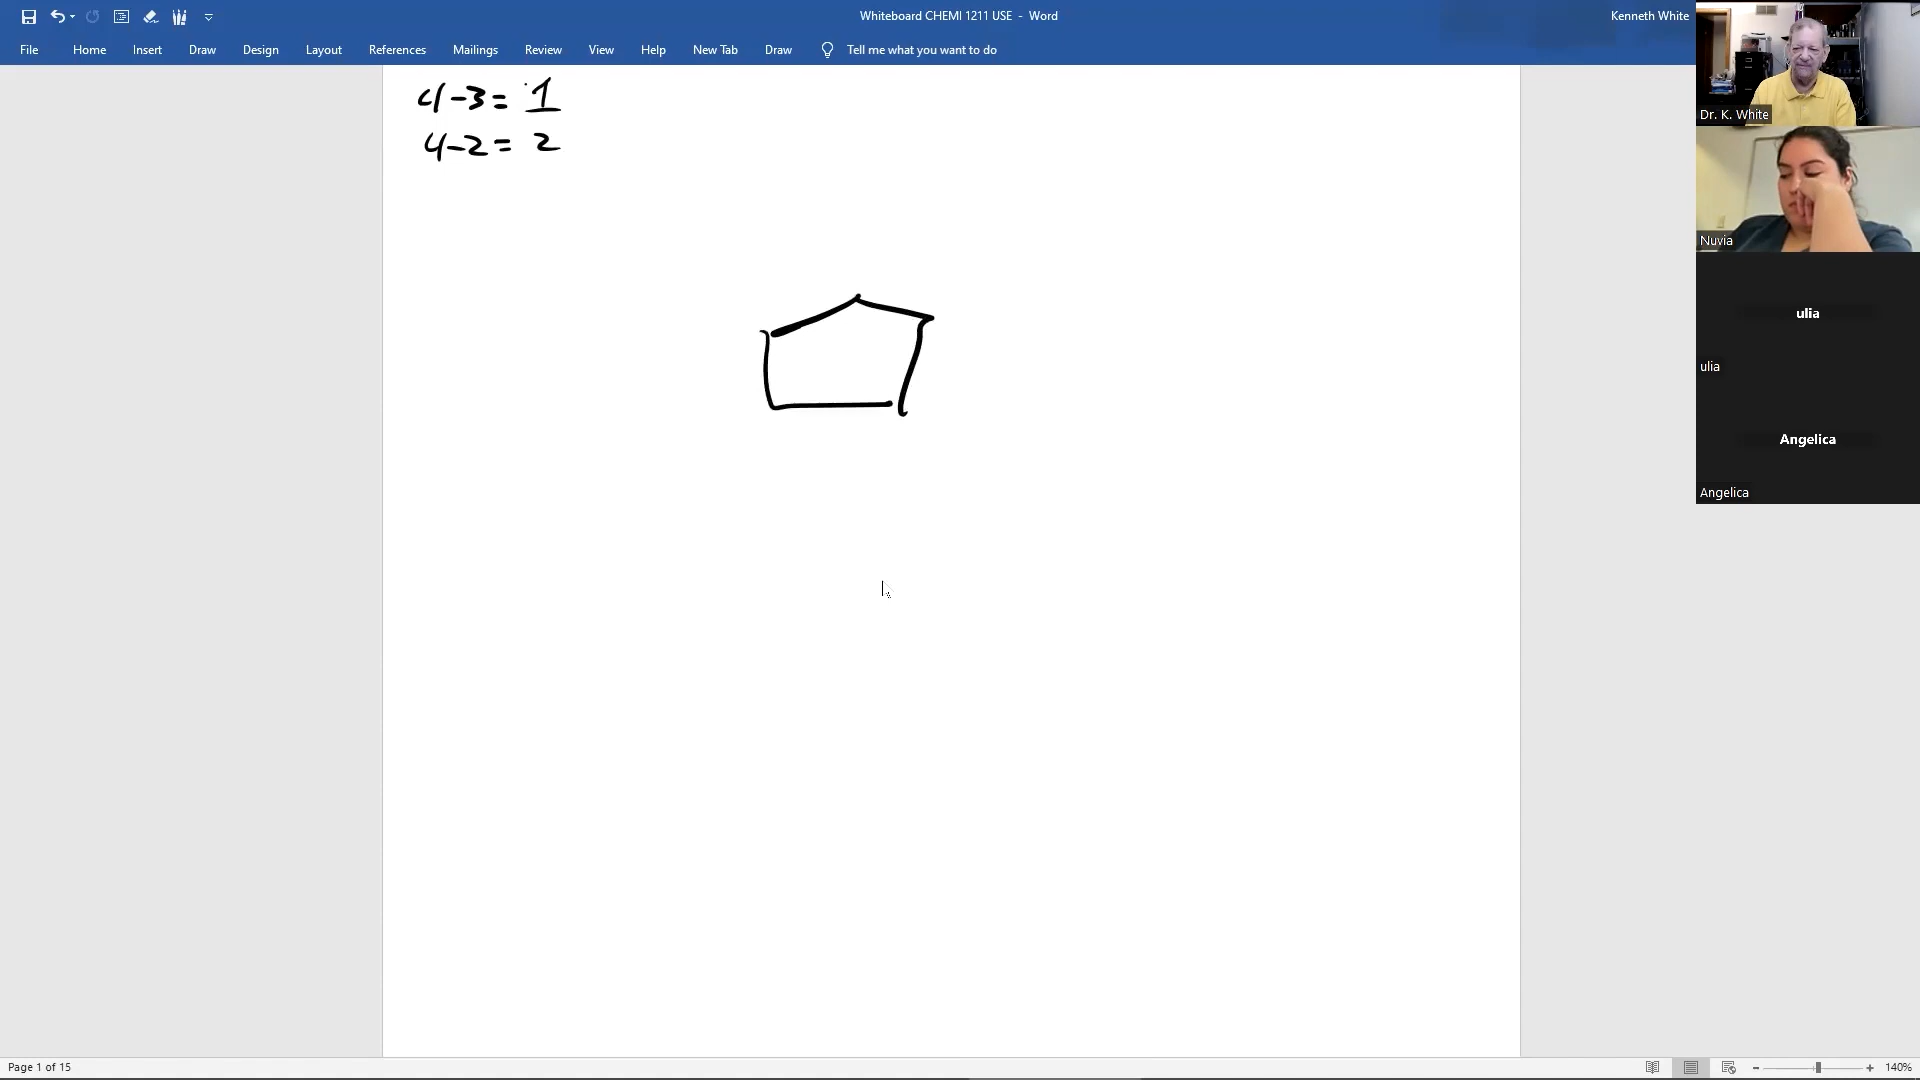 Whiteboard CHEMI 1211 USE - Word
Kenneth White
File Home Insert Draw Design Layout References Mailings Review View Help New Tab Draw Tell me what you want to do
4-3= 1
4-2= 2
Dr. K. White
Nuvia
ulia
ulia
Angelica
Angelica
Page 1 of 15
140%